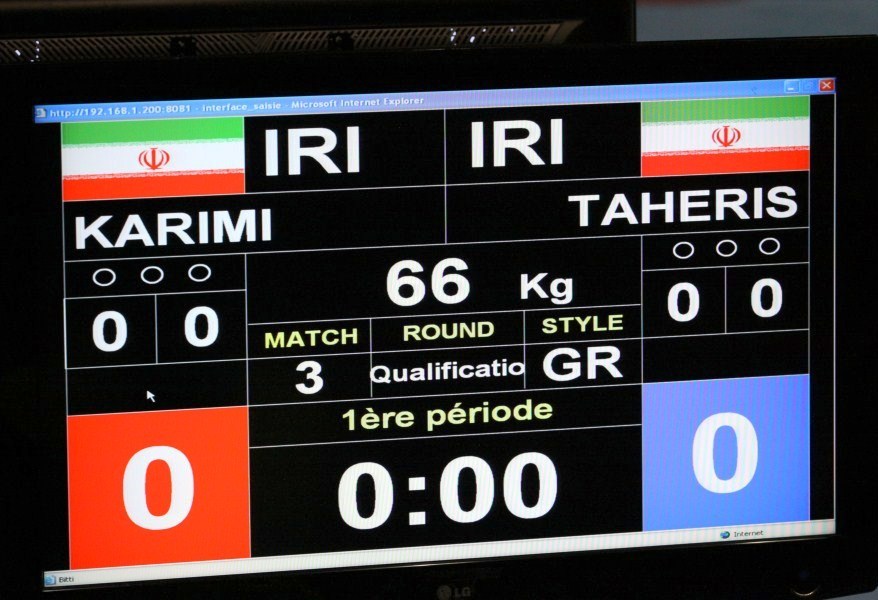 http://192.168.1.200:8081 - interface_saisie - Microsoft Internet Explorer
IRI IRI
KARIMI TAHERIS
66 Kg
0 0 0 0
MATCH ROUND STYLE
3 Qualificatio GR
1ère période
0 0:00 0
Internet
LG